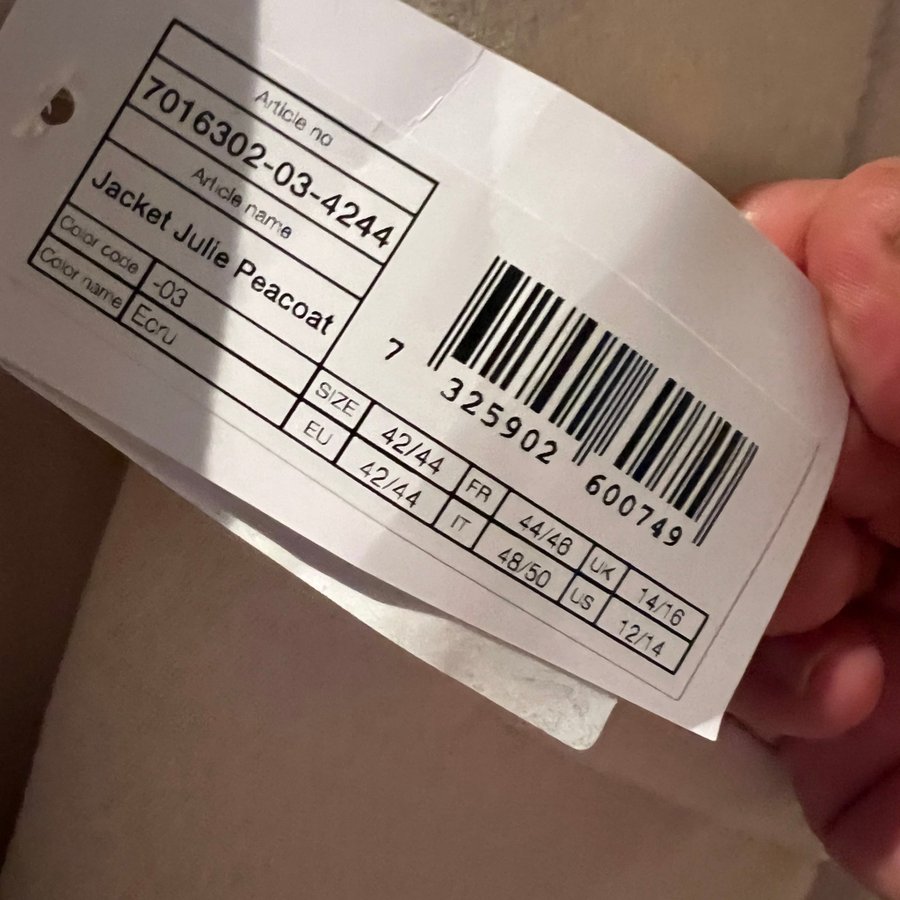 Article no
7016302-03-4244
Article name
Jacket Julie Peacoat
Color code -03
Color name Ecru
7 325902 600749
SIZE 42/44 FR 44/46 UK 14/16
EU 42/44 IT 48/50 US 12/14